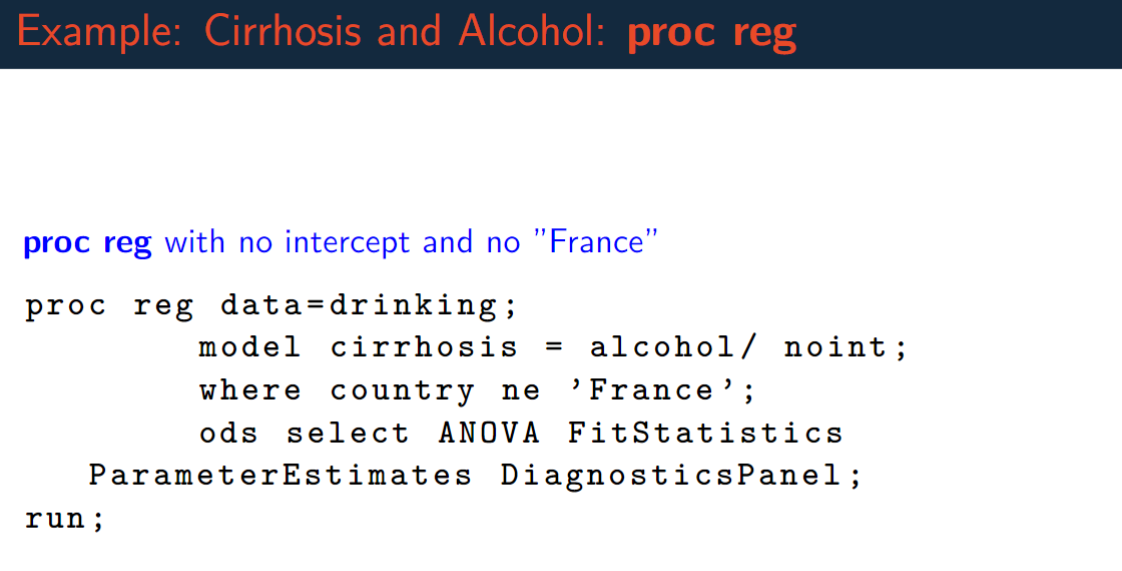 Example: Cirrhosis and Alcohol: proc reg
proc reg with no intercept and no ”France”
proc reg data=drinking;
model cirrhosis = alcohol/ noint;
where country ne ’France’;
ods select ANOVA FitStatistics
ParameterEstimates DiagnosticsPanel;
run;